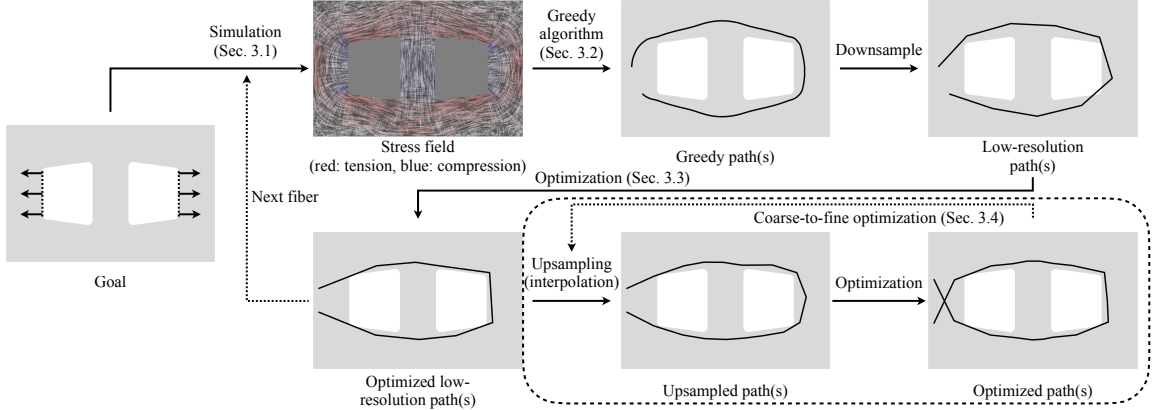 Simulation
(Sec. 3.1)
Greedy
algorithm
(Sec. 3.2)
Downsample
Stress field
(red: tension, blue: compression)
Greedy path(s)
Low-resolution
path(s)
Optimization (Sec. 3.3)
Next fiber
Coarse-to-fine optimization (Sec. 3.4)
Goal
Upsampling
(interpolation)
Optimization
Optimized low-
resolution path(s)
Upsampled path(s)
Optimized path(s)